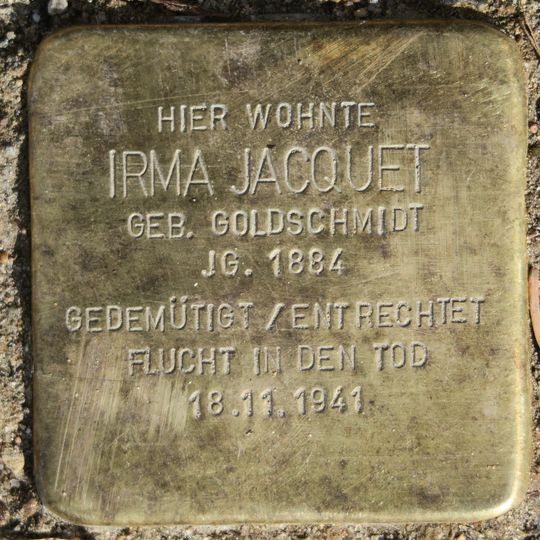 HIER WOHNTE
IRMA JACQUET
GEB. GOLDSCHMIDT
JG. 1884
GEDEMÜTIGT / ENTRECHTET
FLUCHT IN DEN TOD
18.11.1941